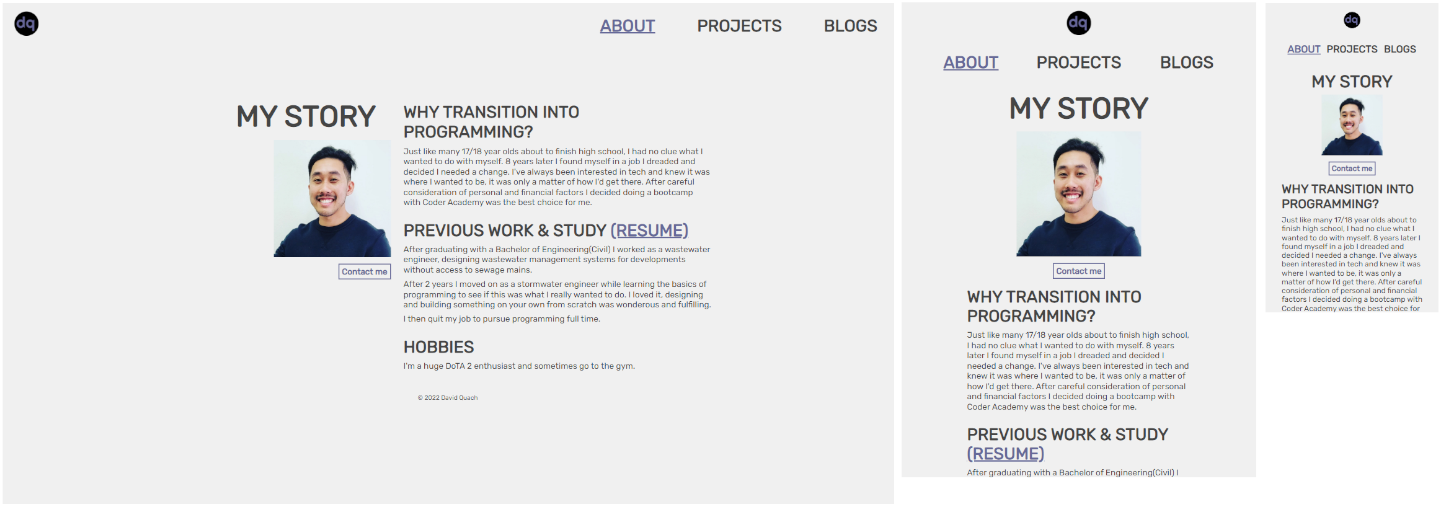 dq
ABOUT PROJECTS BLOGS
MY STORY
Contact me
WHY TRANSITION INTO
PROGRAMMING?
Just like many 17/18 year olds about to finish high school, I had no clue what I
wanted to do with myself. 8 years later I found myself in a job I dreaded and
decided I needed a change. I've always been interested in tech and knew it was
where I wanted to be, it was only a matter of how I'd get there. After careful
consideration of personal and financial factors I decided doing a bootcamp
with Coder Academy was the best choice for me.
PREVIOUS WORK & STUDY (RESUME)
After graduating with a Bachelor of Engineering(Civil) I worked as a wastewater
engineer, designing wastewater management systems for developments
without access to sewage mains.
After 2 years I moved on as a stormwater engineer while learning the basics of
programming to see if this was what I really wanted to do. I loved it, designing
and building something on your own from scratch was wonderous and fulfilling.
I then quit my job to pursue programming full time.
HOBBIES
I'm a huge DoTA 2 enthusiast and sometimes go to the gym.
© 2022 David Quach
dq
ABOUT PROJECTS BLOGS
MY STORY
Contact me
WHY TRANSITION INTO
PROGRAMMING?
Just like many 17/18 year olds about to finish high school,
I had no clue what I wanted to do with myself. 8 years
later I found myself in a job I dreaded and decided I
needed a change. I've always been interested in tech and
knew it was where I wanted to be, it was only a matter of
how I'd get there. After careful consideration of personal
and financial factors I decided doing a bootcamp with
Coder Academy was the best choice for me.
PREVIOUS WORK & STUDY
(RESUME)
After graduating with a Bachelor of Engineering(Civil) I
dq
ABOUT PROJECTS BLOGS
MY STORY
Contact me
WHY TRANSITION INTO
PROGRAMMING?
Just like many 17/18 year olds about to
finish high school, I had no clue what I
wanted to do with myself. 8 years later I
found myself in a job I dreaded and
decided I needed a change. I've always
been interested in tech and knew it was
where I wanted to be, it was only a
matter of how I'd get there. After careful
consideration of personal and financial
factors I decided doing a bootcamp with
Coder Academy was the best choice for